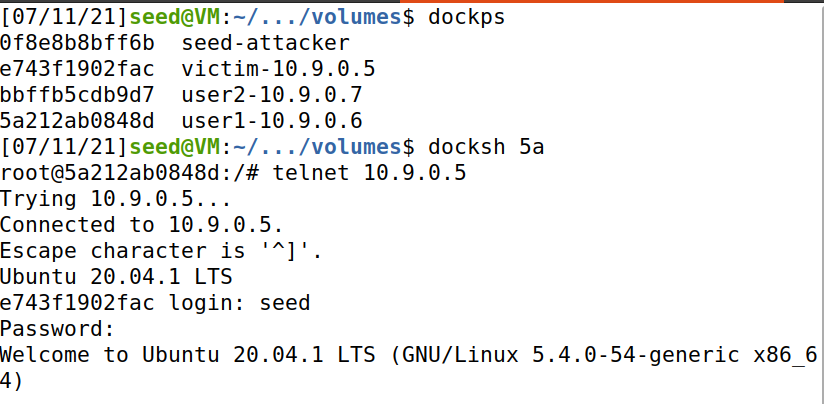 [07/11/21]seed@VM:~/.../volumes$ dockps
0f8e8b8bff6b  seed-attacker
e743f1902fac  victim-10.9.0.5
bbffb5cdb9d7  user2-10.9.0.7
5a212ab0848d  user1-10.9.0.6
[07/11/21]seed@VM:~/.../volumes$ docksh 5a
root@5a212ab0848d:/# telnet 10.9.0.5
Trying 10.9.0.5...
Connected to 10.9.0.5.
Escape character is '^]'.
Ubuntu 20.04.1 LTS
e743f1902fac login: seed
Password:
Welcome to Ubuntu 20.04.1 LTS (GNU/Linux 5.4.0-54-generic x86_6
4)